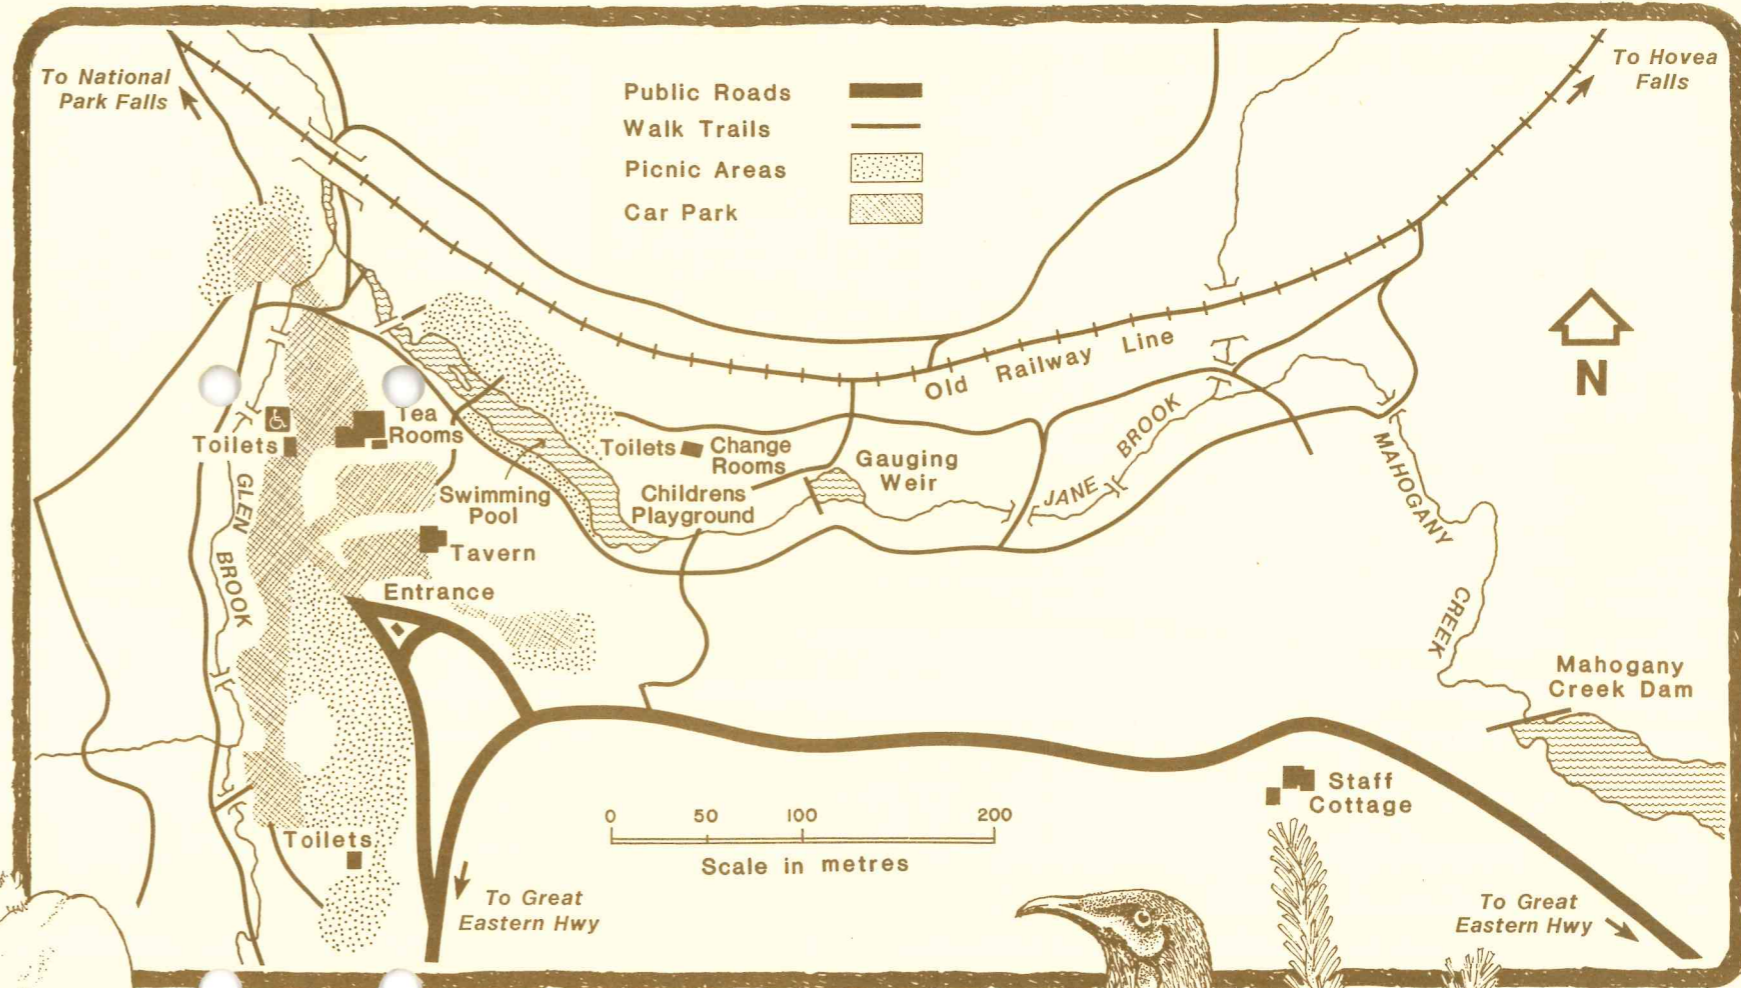 To National
Park Falls
Public Roads
Walk Trails
Picnic Areas
Car Park
To Hovea
Falls
N
Old Railway Line
Tea
Rooms
Toilets
Toilets
Change
Rooms
Gauging
Weir
JANE BROOK
MAHOGANY
CREEK
GLEN
BROOK
Swimming
Pool
Childrens
Playground
Tavern
Entrance
Mahogany
Creek Dam
Staff
Cottage
0 50 100 200
Scale in metres
Toilets
To Great
Eastern Hwy
To Great
Eastern Hwy